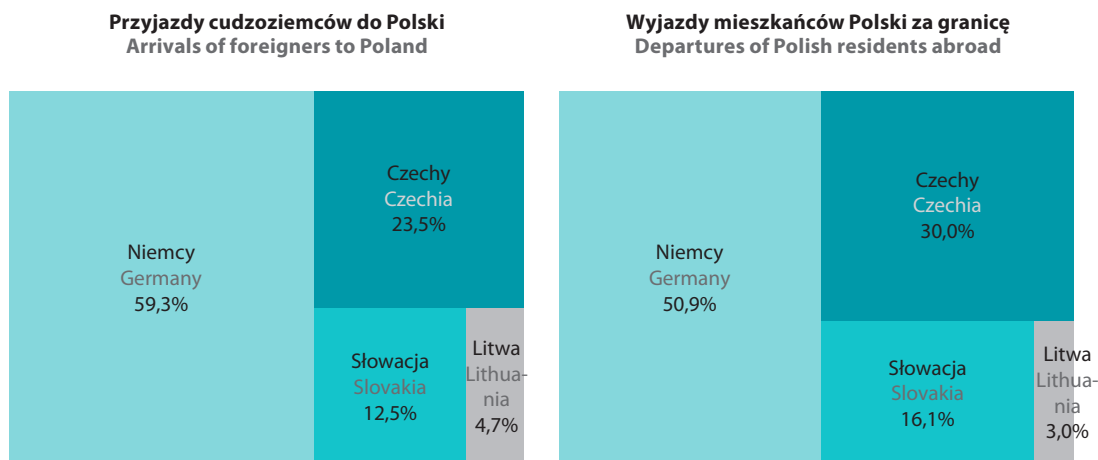 Przyjazdy cudzoziemców do Polski
Arrivals of foreigners to Poland
Niemcy
Germany
59,3%
Czechy
Czechia
23,5%
Słowacja
Slovakia
12,5%
Litwa
Lithua-
nia
4,7%
Wyjazdy mieszkańców Polski za granicę
Departures of Polish residents abroad
Niemcy
Germany
50,9%
Czechy
Czechia
30,0%
Słowacja
Slovakia
16,1%
Litwa
Lithua-
nia
3,0%